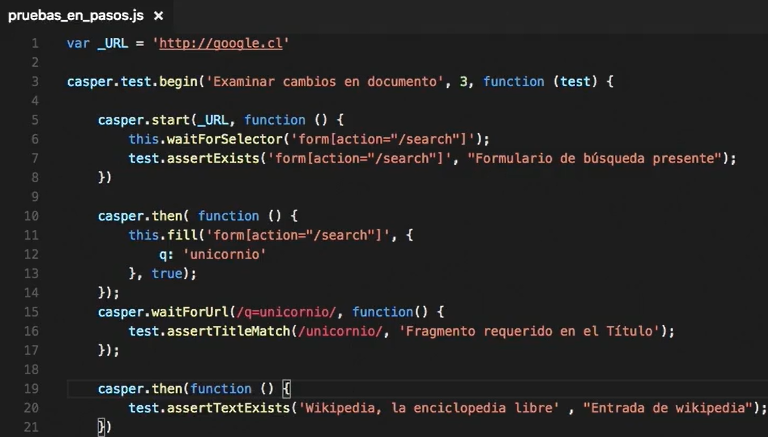 pruebas_en_pasos.js ×
1 var _URL = 'http://google.cl'
2
3 casper.test.begin('Examinar cambios en documento', 3, function (test) {
4
5 casper.start(_URL, function () {
6 this.waitForSelector('form[action="/search"]');
7 test.assertExists('form[action="/search"]', "Formulario de búsqueda presente");
8 })
9
10 casper.then( function () {
11 this.fill('form[action="/search"]', {
12 q: 'unicornio'
13 }, true);
14 });
15 casper.waitForUrl(/q=unicornio/, function() {
16 test.assertTitleMatch(/unicornio/, 'Fragmento requerido en el Título');
17 });
18
19 casper.then(function () {
20 test.assertTextExists('Wikipedia, la enciclopedia libre' , "Entrada de wikipedia");
21 })